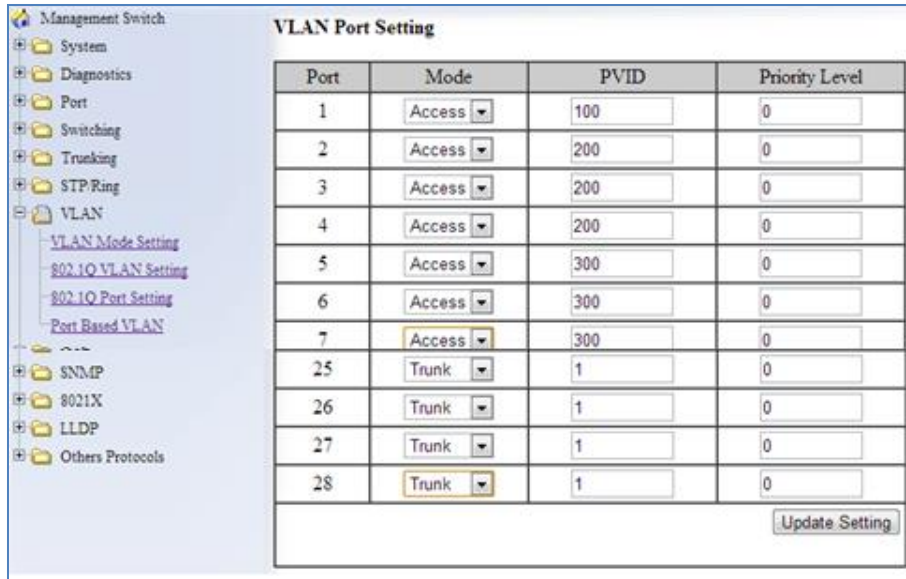 Management Switch
System
Diagnostics
Port
Switching
Trunking
STP/Ring
VLAN
VLAN Mode Setting
802.1Q VLAN Setting
802.1Q Port Setting
Port Based VLAN
SNMP
8021X
LLDP
Others Protocols
VLAN Port Setting
Port Mode PVID Priority Level
1 Access 100 0
2 Access 200 0
3 Access 200 0
4 Access 200 0
5 Access 300 0
6 Access 300 0
7 Access 300 0
25 Trunk 1 0
26 Trunk 1 0
27 Trunk 1 0
28 Trunk 1 0
Update Setting